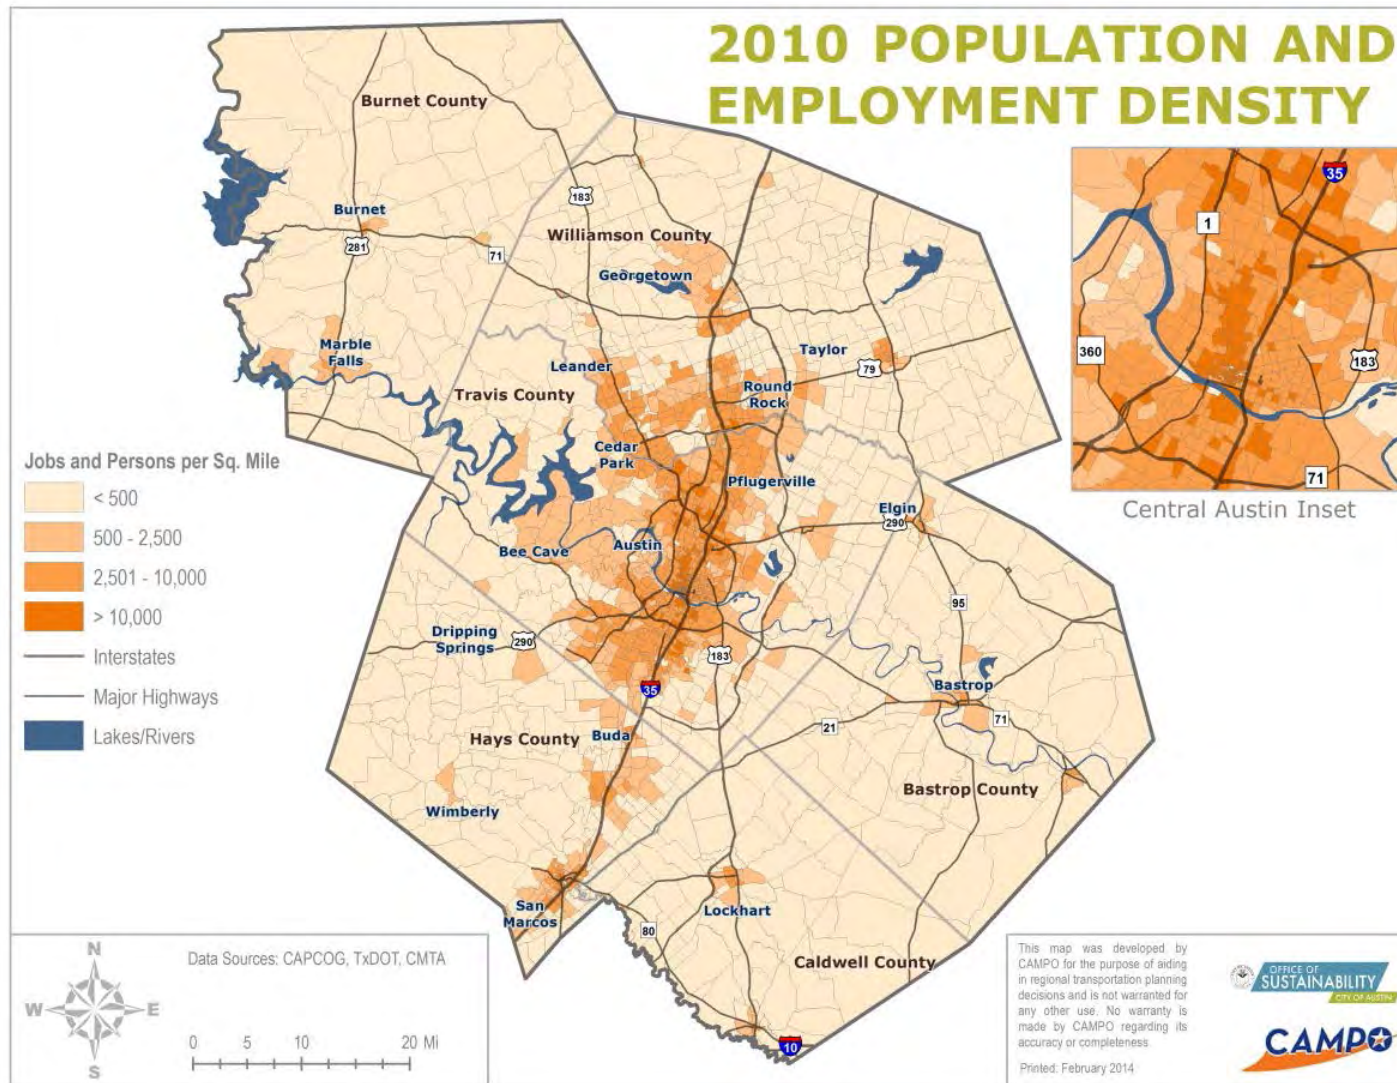 2010 POPULATION AND
EMPLOYMENT DENSITY
Burnet County
183
Burnet
281
71
Williamson County
Georgetown
Marble
Falls
Leander
Taylor
79
Round
Rock
Travis County
Cedar
Park
Pflugerville
Elgin
290
Bee Cave
Austin
95
Dripping
Springs
290
183
35
Bastrop
71
21
Hays County
Buda
Bastrop County
Wimberly
San
Marcos
Lockhart
80
Caldwell County
10
35
1
360
183
71
Central Austin Inset
Jobs and Persons per Sq. Mile
< 500
500 - 2,500
2,501 - 10,000
> 10,000
Interstates
Major Highways
Lakes/Rivers
N
W E
S
Data Sources: CAPCOG, TxDOT, CMTA
0 5 10 20 Mi
This map was developed by
CAMPO for the purpose of aiding
in regional transportation planning
decisions and is not warranted for
any other use. No warranty is
made by CAMPO regarding its
accuracy or completeness
Printed: February 2014
OFFICE OF
SUSTAINABILITY
CITY OF AUSTIN
CAMPO